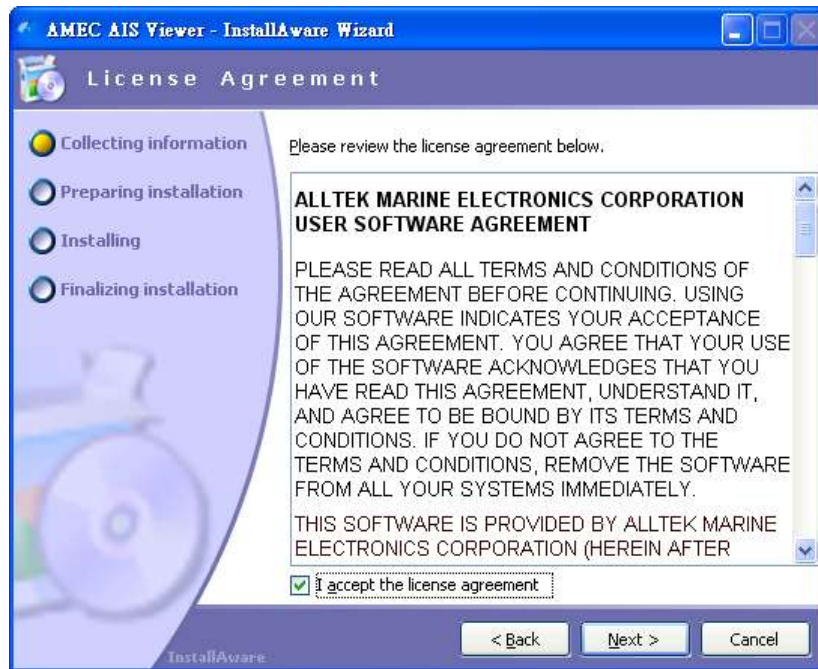 AMEC AIS Viewer - InstallAware Wizard
License Agreement
Collecting information
Preparing installation
Installing
Finalizing installation
Please review the license agreement below.
ALLTEK MARINE ELECTRONICS CORPORATION
USER SOFTWARE AGREEMENT
PLEASE READ ALL TERMS AND CONDITIONS OF
THE AGREEMENT BEFORE CONTINUING. USING
OUR SOFTWARE INDICATES YOUR ACCEPTANCE
OF THIS AGREEMENT. YOU AGREE THAT YOUR USE
OF THE SOFTWARE ACKNOWLEDGES THAT YOU
HAVE READ THIS AGREEMENT, UNDERSTAND IT,
AND AGREE TO BE BOUND BY ITS TERMS AND
CONDITIONS. IF YOU DO NOT AGREE TO THE
TERMS AND CONDITIONS, REMOVE THE SOFTWARE
FROM ALL YOUR SYSTEMS IMMEDIATELY.
THIS SOFTWARE IS PROVIDED BY ALLTEK MARINE
ELECTRONICS CORPORATION (HEREIN AFTER
I accept the license agreement
InstallAware
< Back
Next >
Cancel